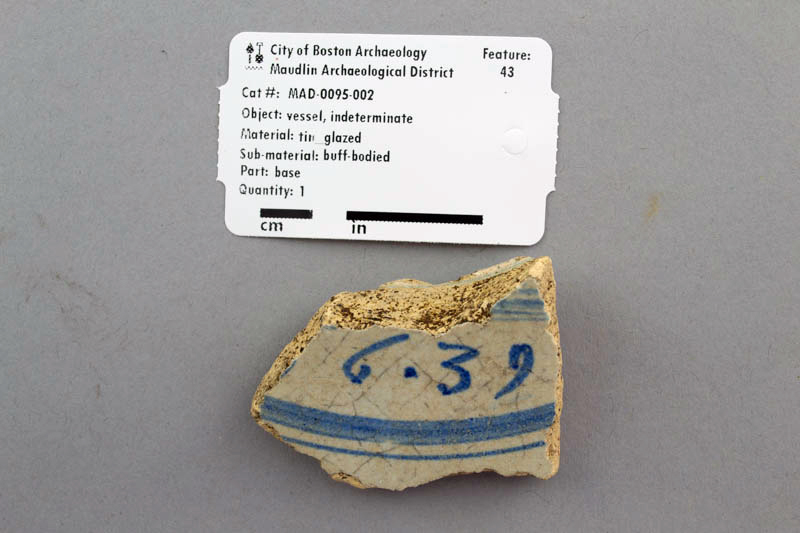 City of Boston Archaeology
Maudlin Archaeological District
Feature:
43
Cat #: MAD-0095-002
Object: vessel, indeterminate
Material: tin_glazed
Sub-material: buff-bodied
Part: base
Quantity: 1
cm in
6.39